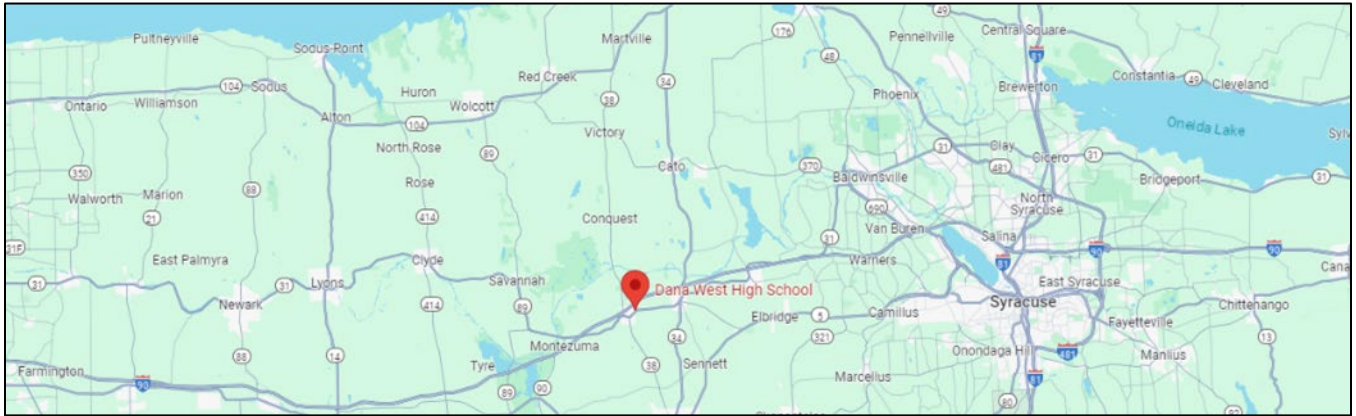 Pultneyville
Sodus Point
Martville
176
49
Central Square
Pennellville
48
81
Constantia
49
Cleveland
Red Creek
34
104
Sodus
Huron
Wolcott
38
Phoenix
Brewerton
Ontario
Williamson
Alton
104
Victory
Oneida Lake
Sylv
North Rose
89
Cato
370
31
Clay
Cicero
31
481
350
Marion
88
Rose
Baldwinsville
Bridgeport
31
Walworth
21
414
Conquest
690
North
Syracuse
31F
Van Buren
Salina
31
90
90
East Palmyra
Clyde
Warners
81
Cana
31
Newark
31
Lyons
Savannah
Dana West High School
East Syracuse
Syracuse
Chittenango
414
89
Elbridge
5
Camillus
Fayetteville
88
14
Montezuma
34
321
Onondaga Hill
481
Manlius
13
Farmington
90
Tyre
38
Sennett
Marcellus
89
90
81
80
92